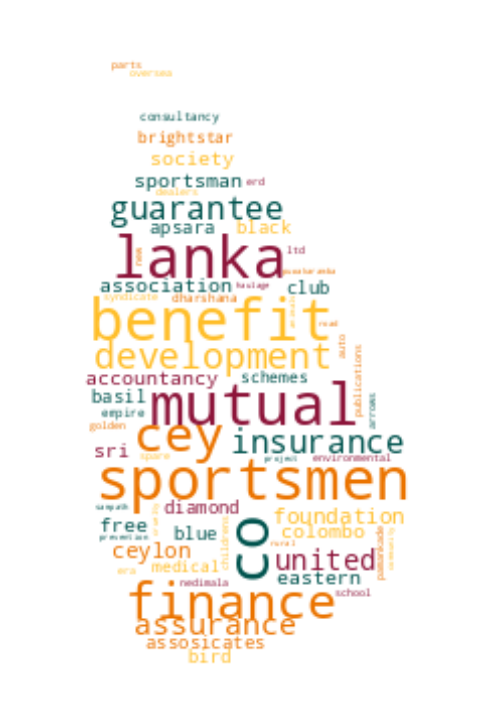 parts
oversea
consultancy
brightstar
society
sportsman erd
dealers
guarantee
apsara black
lanka ltd
new
association haulage club
syndicate dharshana
benefit
road
development
auto
accountancy schemes
publications
basil mutual
empire arrows
golden cey insurance
sri spare project environmental
sportsmen
sampath diamond
free co foundation
prevention blue colombo
children
ceylon rural
united
pamankade
era medical eastern
nedimala
finance school
assurance
assosicates
bird